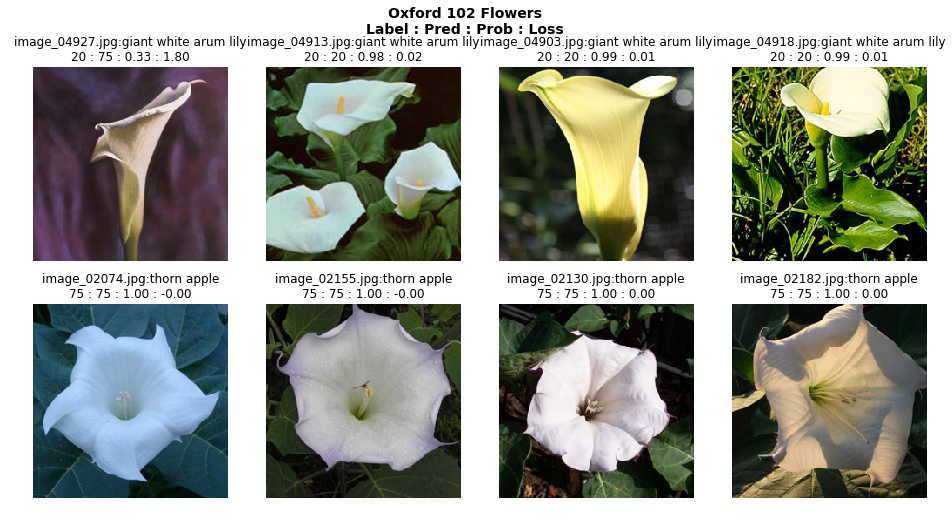 Oxford 102 Flowers
Label : Pred : Prob : Loss
image_04927.jpg:giant white arum lily
20 : 75 : 0.33 : 1.80
image_04913.jpg:giant white arum lily
20 : 20 : 0.98 : 0.02
image_04903.jpg:giant white arum lily
20 : 20 : 0.99 : 0.01
image_04918.jpg:giant white arum lily
20 : 20 : 0.99 : 0.01
image_02074.jpg:thorn apple
75 : 75 : 1.00 : -0.00
image_02155.jpg:thorn apple
75 : 75 : 1.00 : -0.00
image_02130.jpg:thorn apple
75 : 75 : 1.00 : 0.00
image_02182.jpg:thorn apple
75 : 75 : 1.00 : 0.00